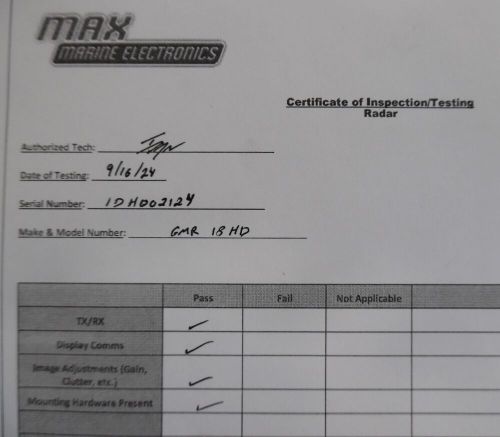 MAX
MARINE ELECTRONICS
Certificate of Inspection/Testing
Radar
Authorized Tech:
Date of Testing: 9/16/24
Serial Number: 1DH002124
Make & Model Number: GMR 18 HD
Pass Fail Not Applicable
TX/RX ✓
Display Comms ✓
Image Adjustments (Gain,
Clutter, etc.) ✓
Mounting Hardware Present ✓